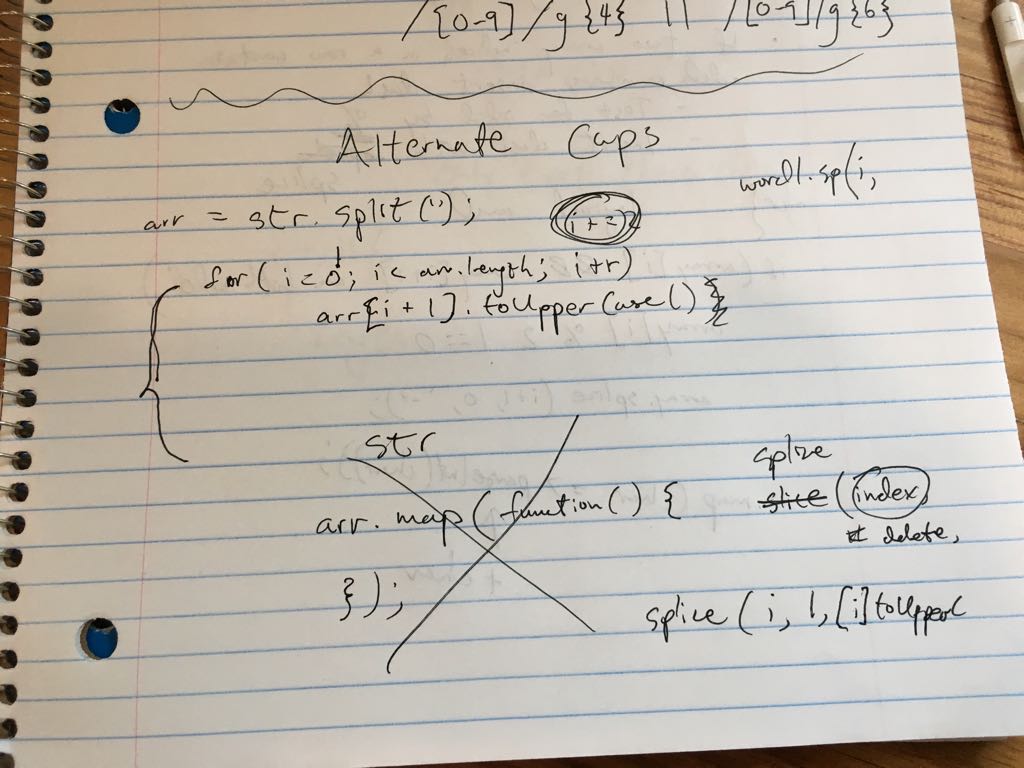 /[0-9]/g{4} || /[0-9]/g{6}
Alternate Caps
word1.sp(i,
arr = str.split('');
i+=2
for (i=0; i< arr.length; i++)
arr[i+1].toUpperCase()}
str
splice
arr.map(function() {
slice (index)
# delete,
});
splice (i, 1, [i]toUpperC